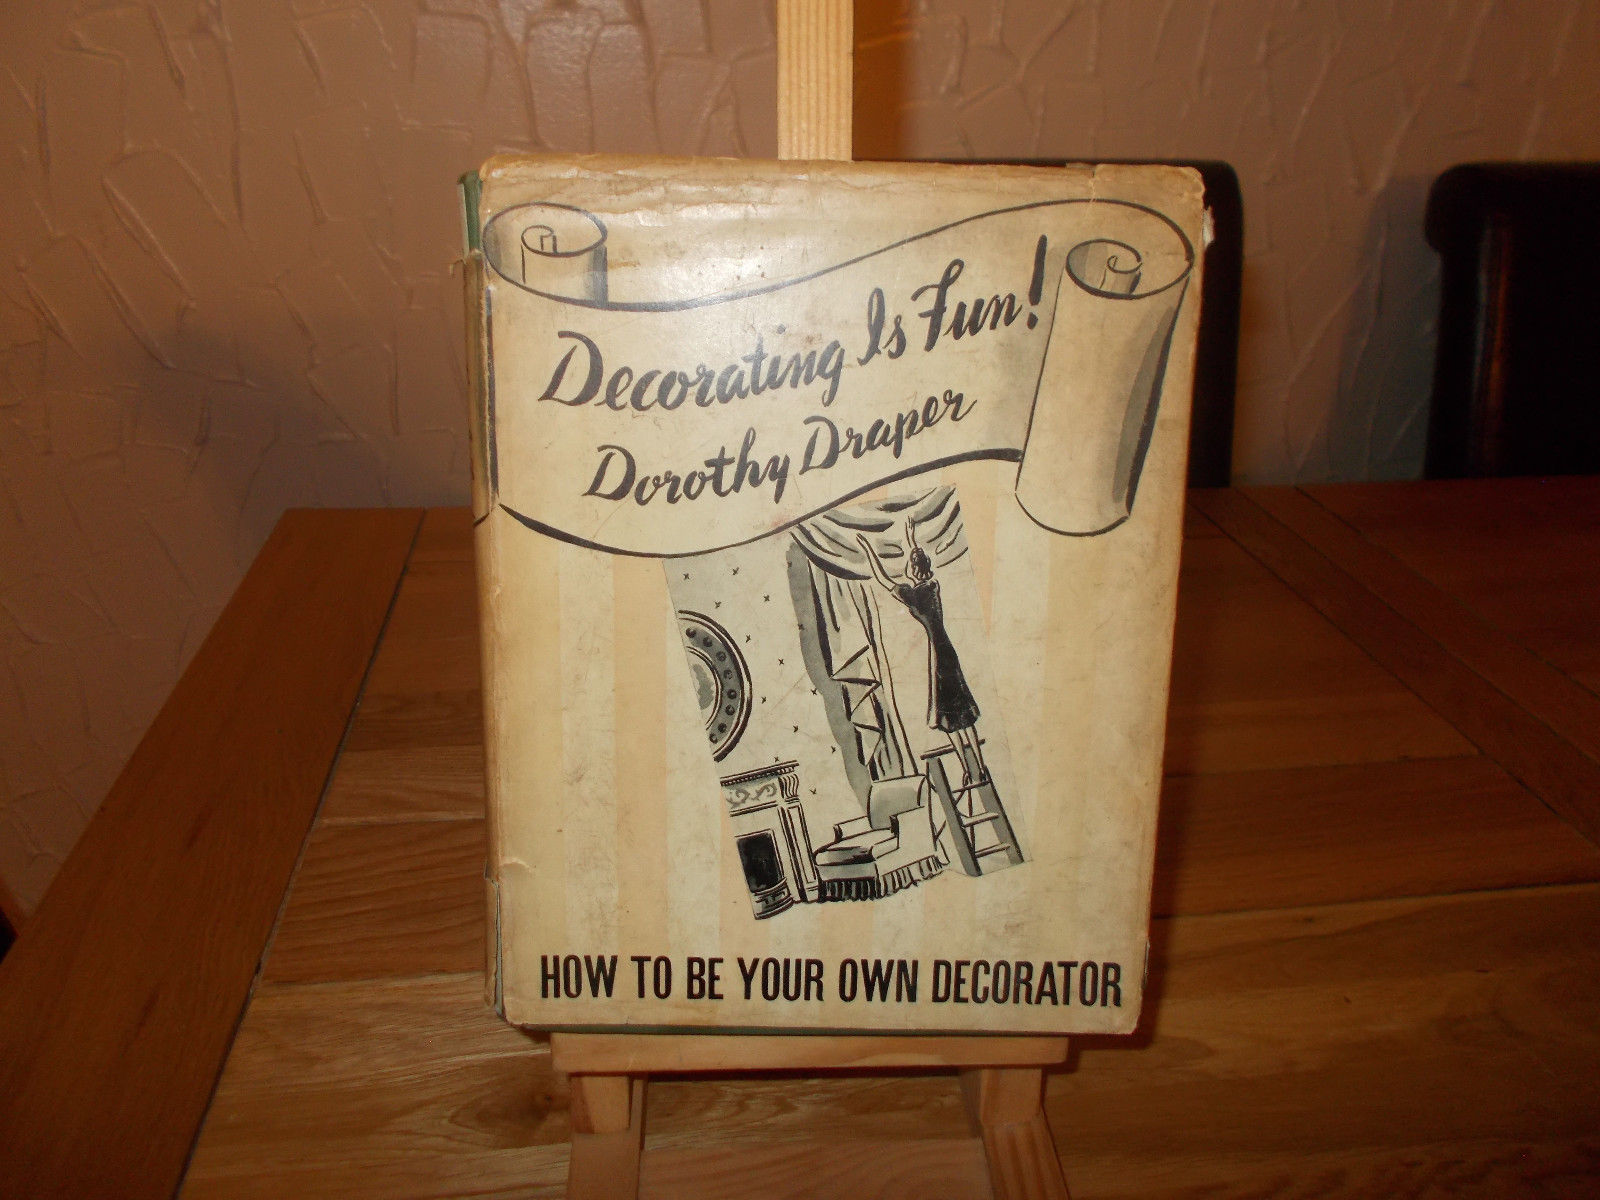 Decorating Is Fun!
Dorothy Draper
HOW TO BE YOUR OWN DECORATOR